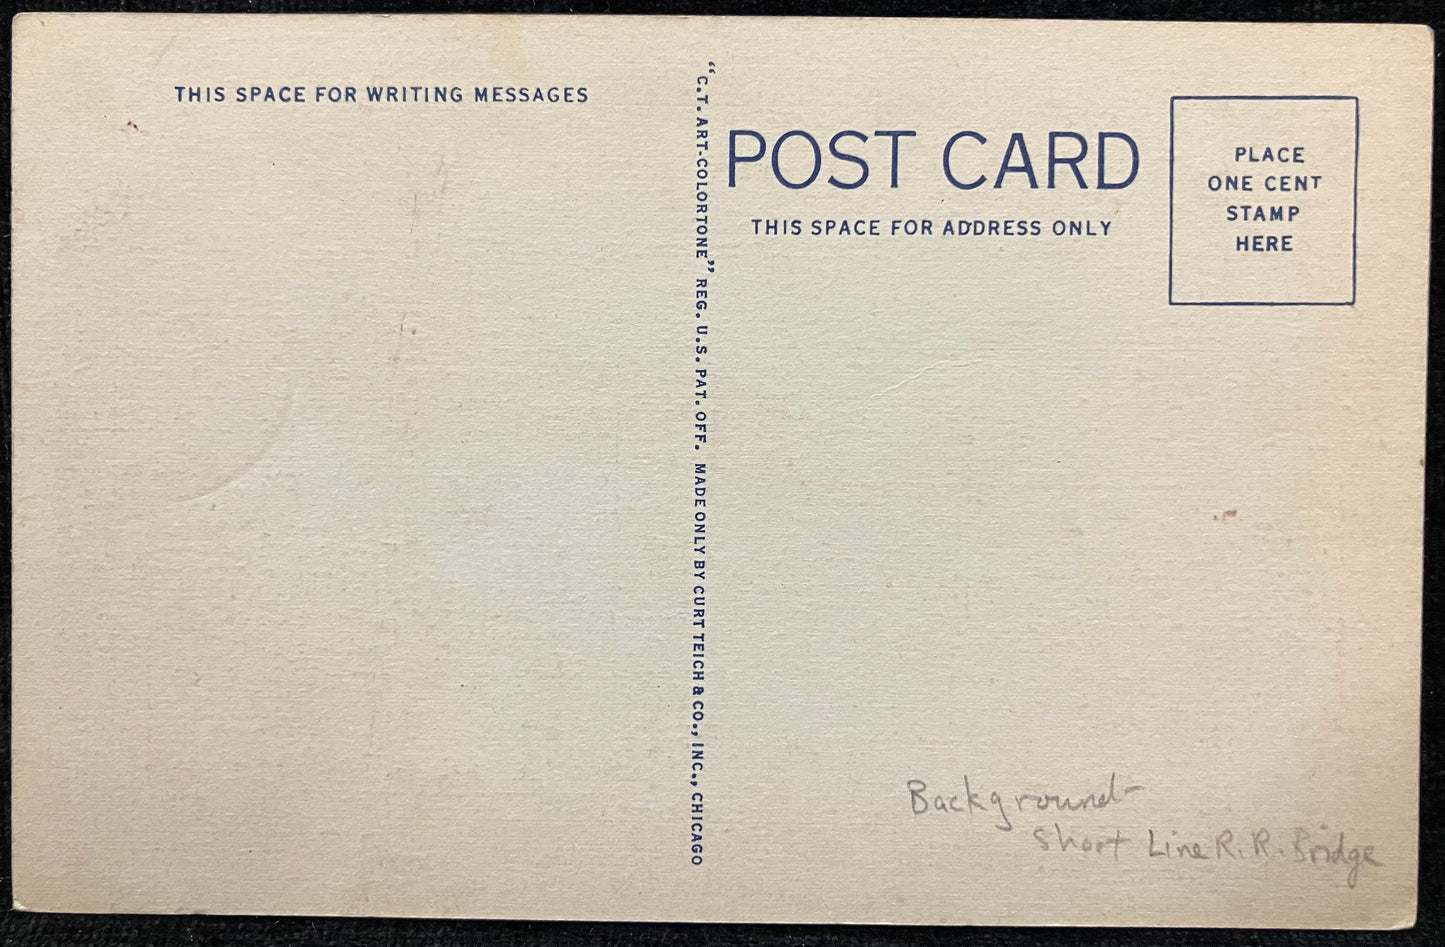 THIS SPACE FOR WRITING MESSAGES
"C.T. ART-COLORTONE" REG. U.S. PAT. OFF. MADE ONLY BY CURT TEICH & CO., INC., CHICAGO
POST CARD
THIS SPACE FOR ADDRESS ONLY
PLACE
ONE CENT
STAMP
HERE
Background-
Short Line R.R. Bridge